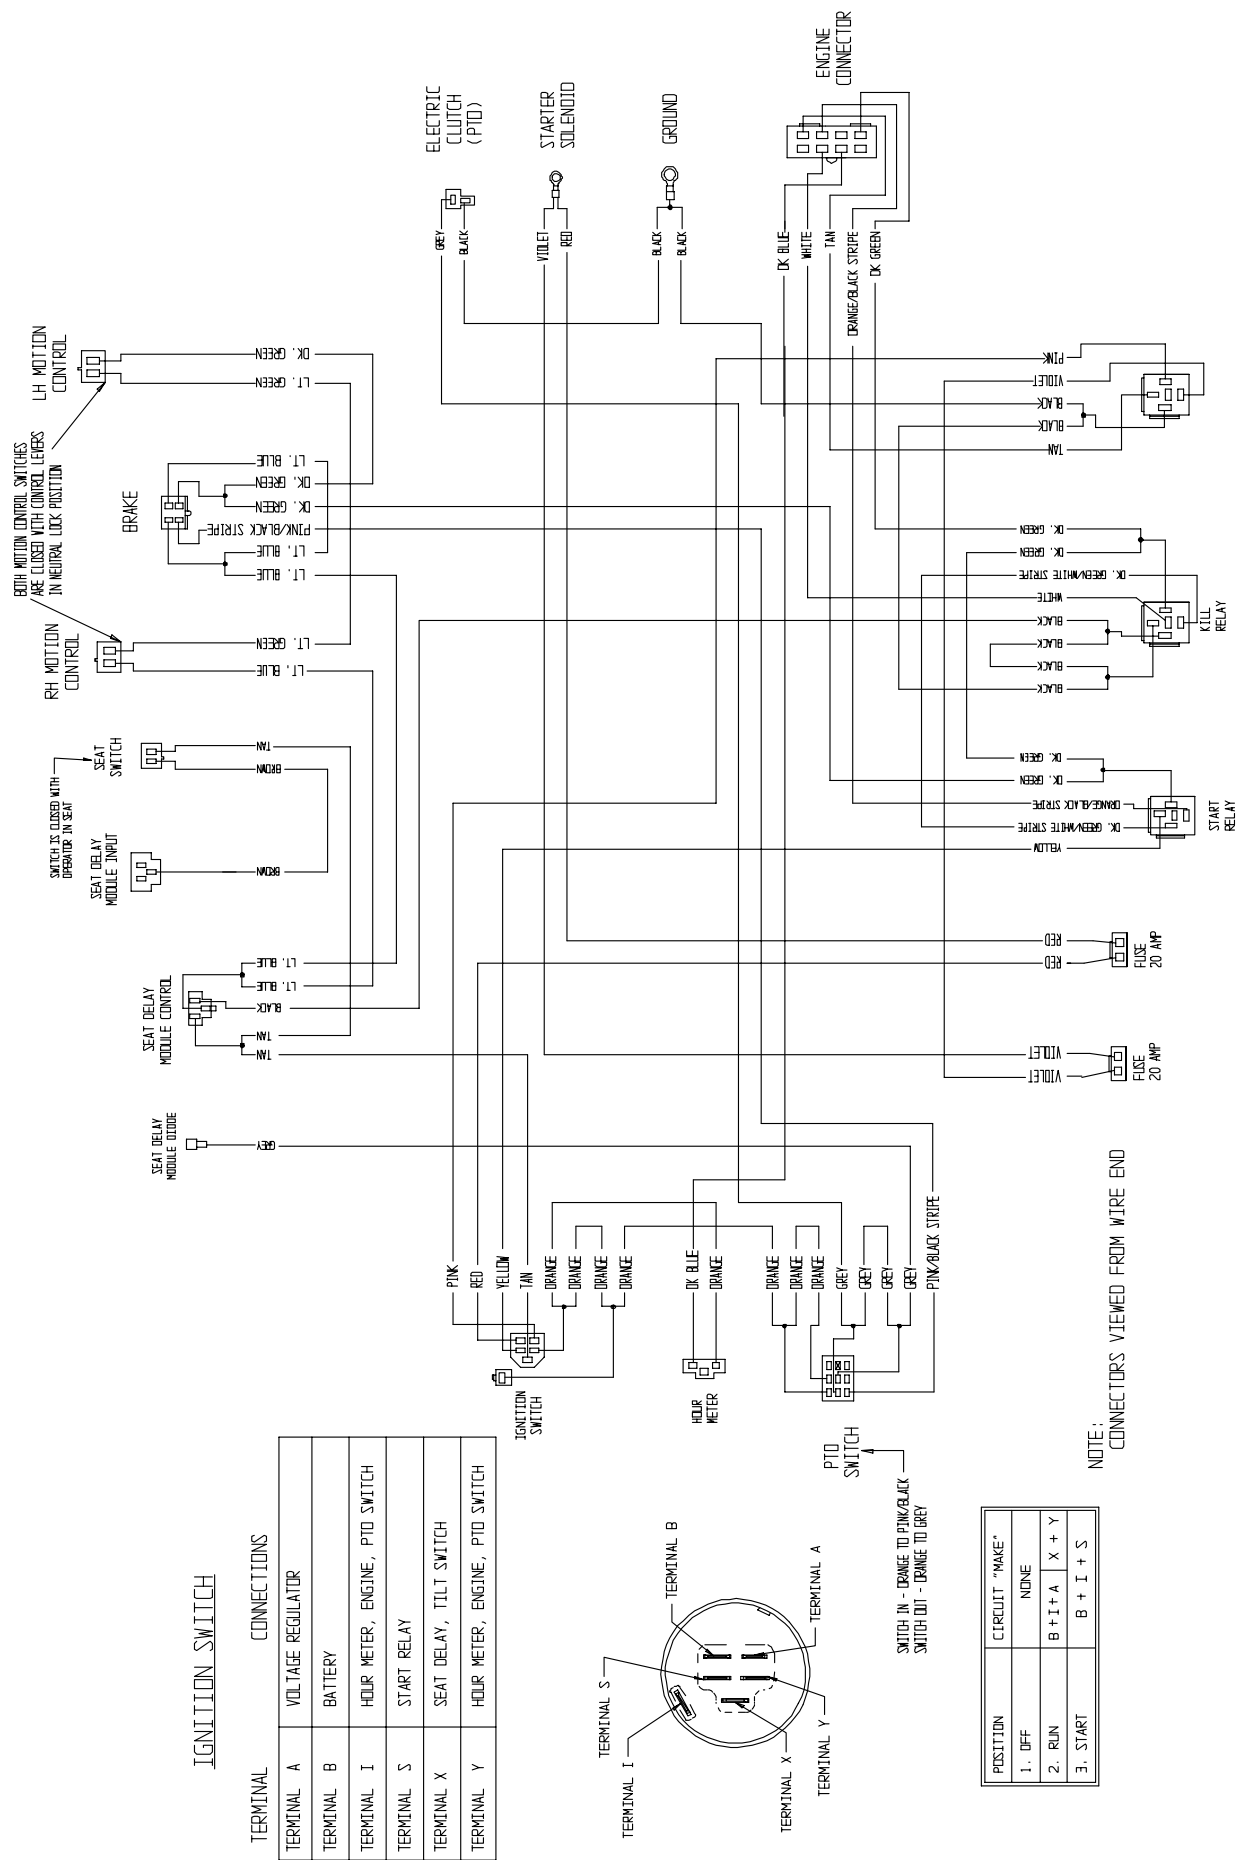 IGNITION SWITCH
TERMINAL CONNECTIONS
TERMINAL A VOLTAGE REGULATOR
TERMINAL B BATTERY
TERMINAL I HOUR METER, ENGINE, PTO SWITCH
TERMINAL S START RELAY
TERMINAL X SEAT DELAY, TILT SWITCH
TERMINAL Y HOUR METER, ENGINE, PTO SWITCH
TERMINAL I
TERMINAL S
TERMINAL B
TERMINAL X
TERMINAL Y
TERMINAL A
POSITION CIRCUIT "MAKE"
1. OFF NONE
2. RUN B+I+A X + Y
3. START B + I + S
NOTE:
CONNECTORS VIEWED FROM WIRE END
SEAT DELAY
MODULE DIODE
SEAT DELAY
MODULE CONTROL
SEAT DELAY
MODULE INPUT
SWITCH IS CLOSED WITH
OPERATOR IN SEAT
SEAT
SWITCH
RH MOTION
CONTROL
BOTH MOTION CONTROL SWITCHES
ARE CLOSED WITH CONTROL LEVERS
IN NEUTRAL LOCK POSITION
BRAKE
LH MOTION
CONTROL
GREY
TAN
TAN
BLACK
LT. BLUE
LT. BLUE
BROWN
BROWN
TAN
LT. BLUE
LT. GREEN
LT. BLUE
LT. BLUE
PINK/BLACK STRIPE
DK. GREEN
DK. GREEN
LT. BLUE
LT. GREEN
DK. GREEN
IGNITION
SWITCH
PINK
RED
YELLOW
TAN
ORANGE
ORANGE
ORANGE
ORANGE
HOUR
METER
DK BLUE
ORANGE
PTO
SWITCH
SWITCH IN - ORANGE TO PINK/BLACK
SWITCH OUT - ORANGE TO GREY
ORANGE
ORANGE
ORANGE
GREY
GREY
GREY
GREY
PINK/BLACK STRIPE
ELECTRIC
CLUTCH
(PTO)
GREY
BLACK
STARTER
SOLENOID
VIOLET
RED
GROUND
BLACK
BLACK
ENGINE
CONNECTOR
DK BLUE
WHITE
TAN
ORANGE/BLACK STRIPE
DK GREEN
VIOLET
VIOLET
FUSE
20 AMP
RED
RED
FUSE
20 AMP
YELLOW
DK. GREEN/WHITE STRIPE
ORANGE/BLACK STRIPE
DK. GREEN
DK. GREEN
START
RELAY
BLACK
BLACK
BLACK
BLACK
WHITE
DK. GREEN/WHITE STRIPE
DK. GREEN
DK. GREEN
KILL
RELAY
TAN
BLACK
BLACK
VIOLET
PINK